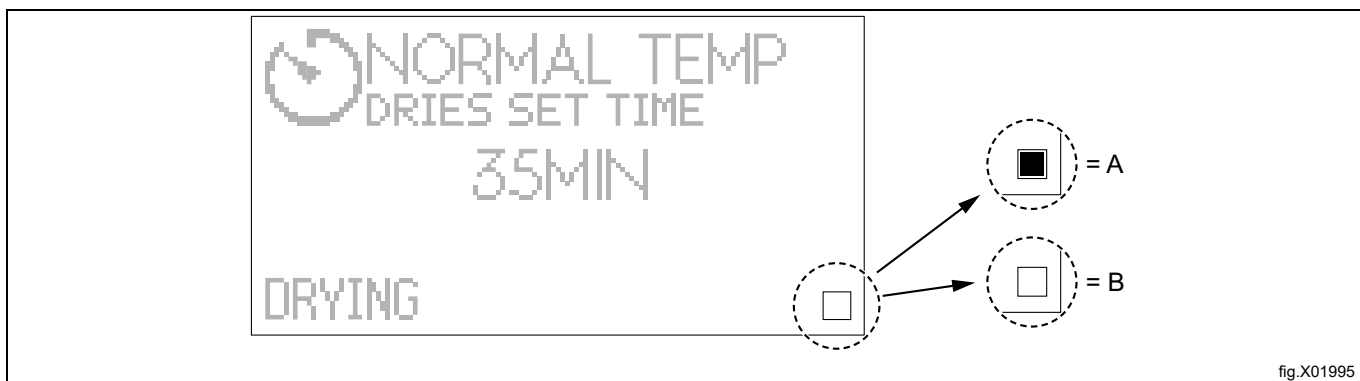 NORMAL TEMP
DRIES SET TIME
35MIN
DRYING
= A
= B
fig.X01995